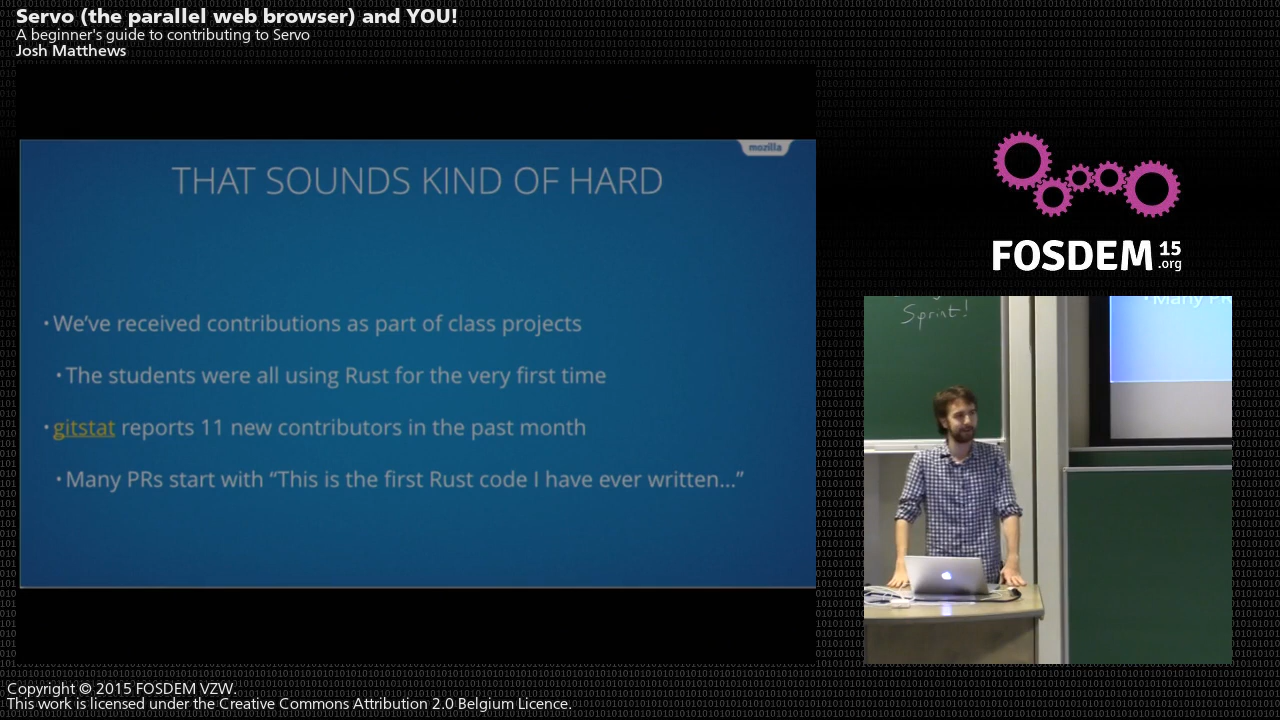 Servo (the parallel web browser) and YOU!
A beginner's guide to contributing to Servo
Josh Matthews
mozilla
THAT SOUNDS KIND OF HARD
· We've received contributions as part of class projects
· The students were all using Rust for the very first time
· gitstat reports 11 new contributors in the past month
· Many PRs start with “This is the first Rust code I have ever written...”
FOSDEM 15
.org
Sprint!
· Many PR
Copyright © 2015 FOSDEM VZW.
This work is licensed under the Creative Commons Attribution 2.0 Belgium Licence.